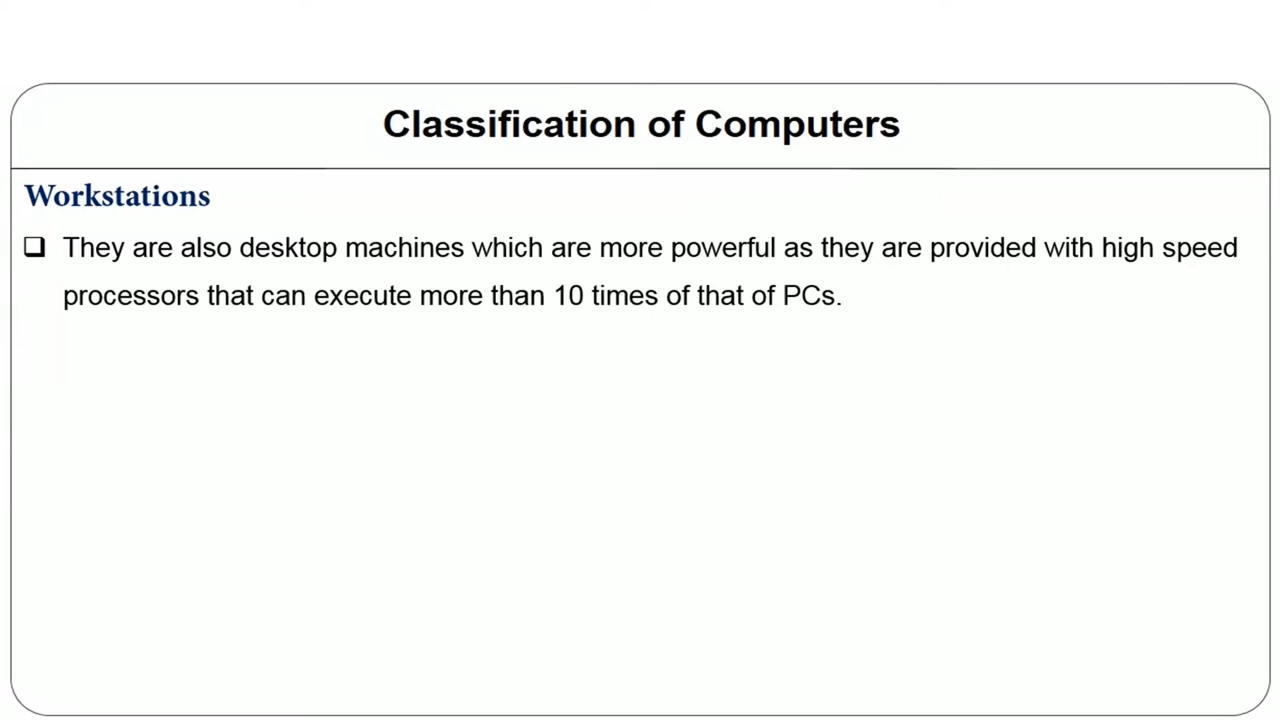 Classification of Computers
Workstations
❑ They are also desktop machines which are more powerful as they are provided with high speed
processors that can execute more than 10 times of that of PCs.